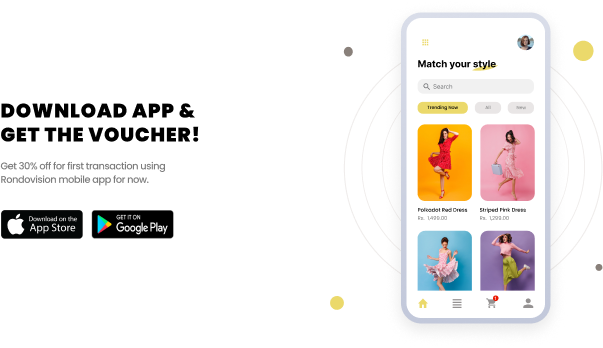 DOWNLOAD APP &
GET THE VOUCHER!
Get 30% off for first transaction using
Rondovision mobile app for now.
Download on the
App Store
GET IT ON
Google Play
Match your style
Search
Trending Now
All
New
Polkadot Red Dress
Rs. 1,499.00
Striped Pink Dress
Rs. 1,299.00